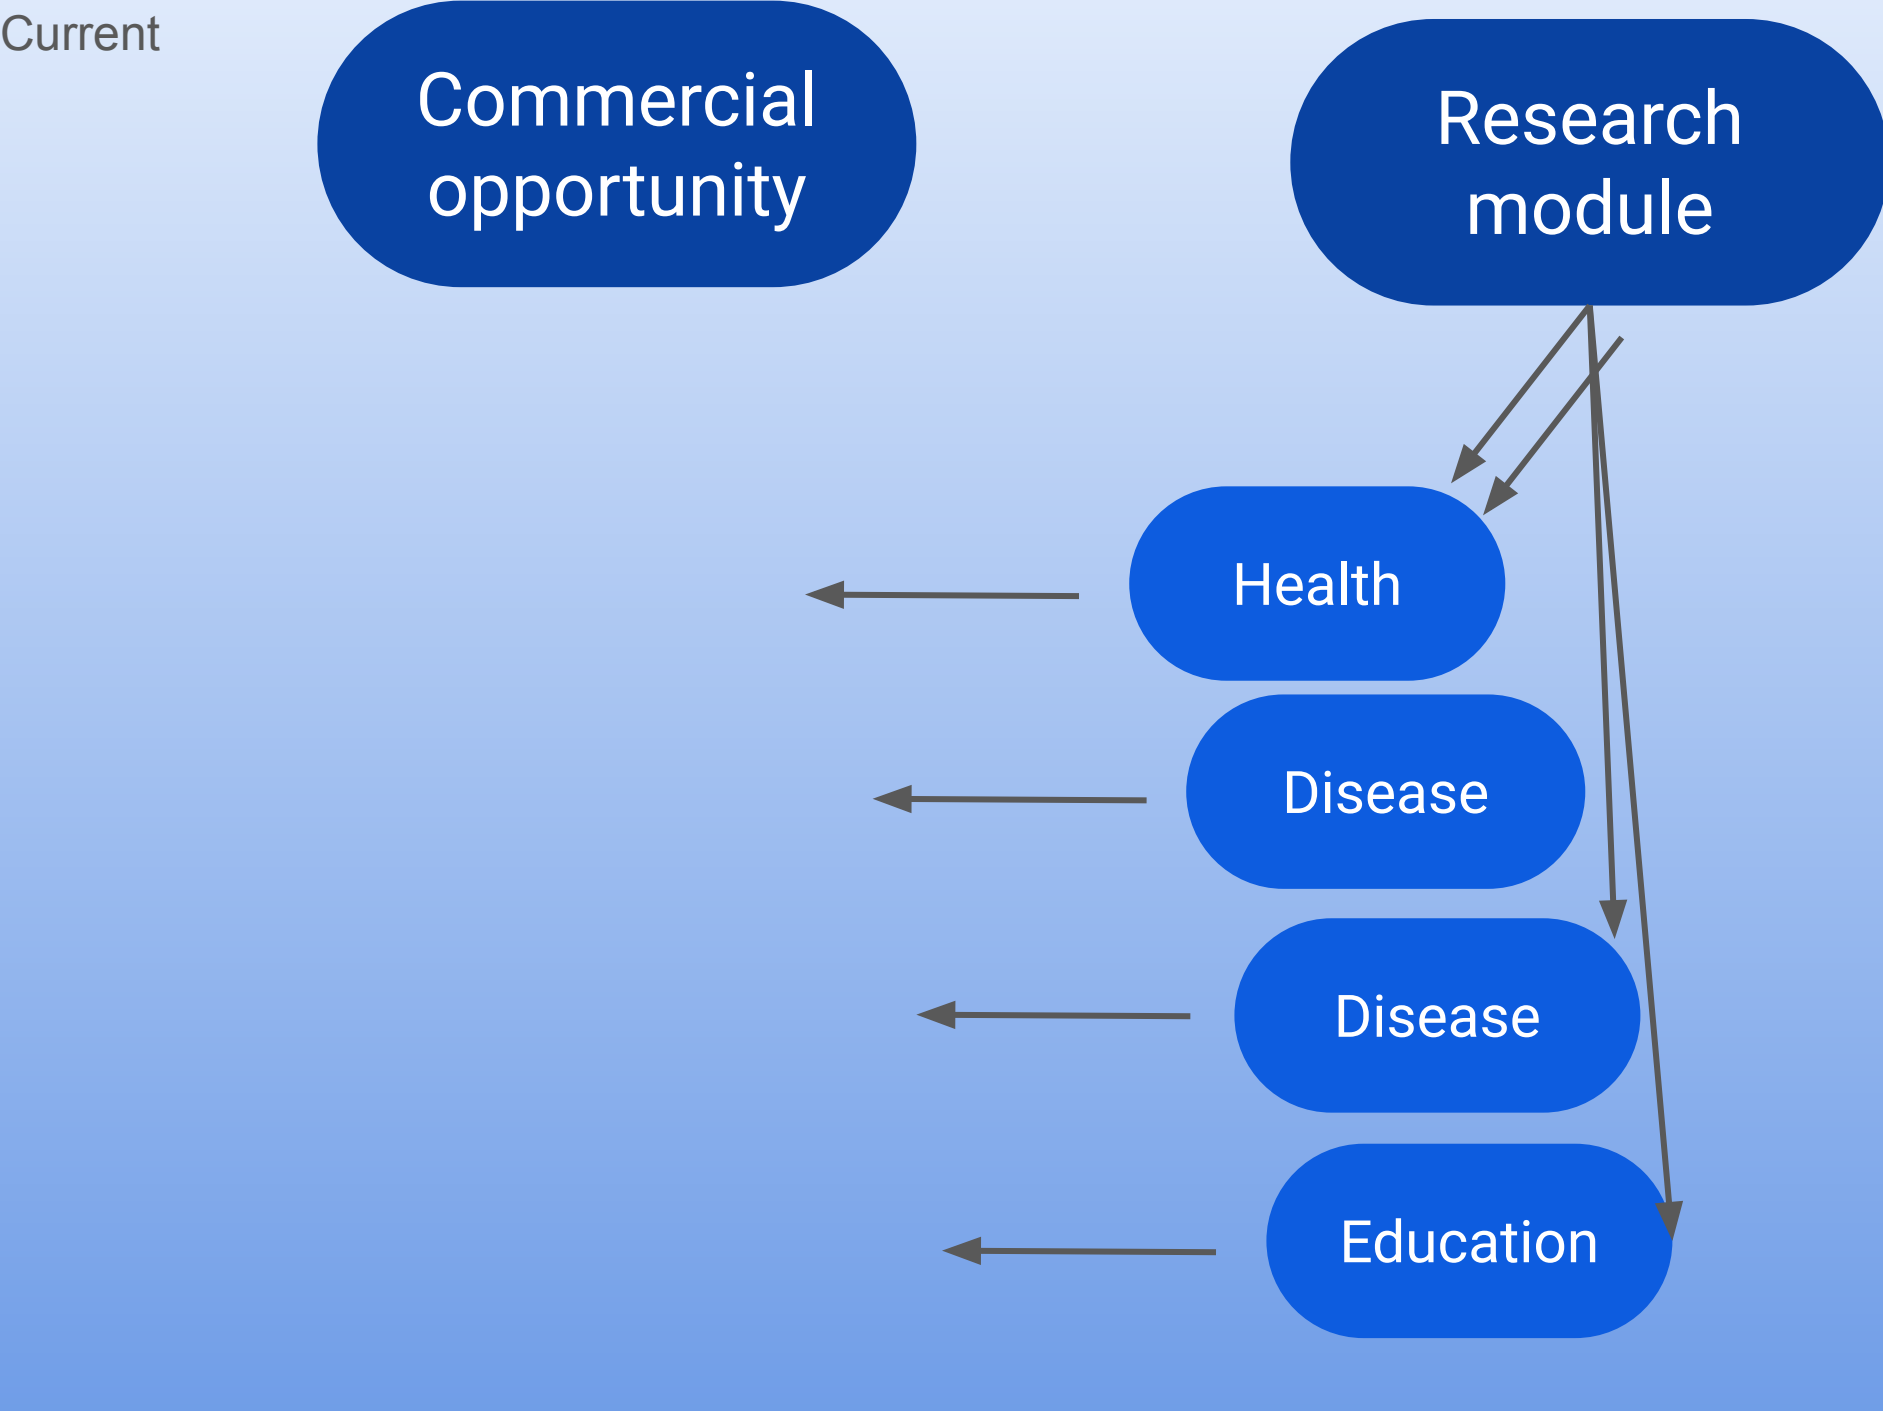 Current
Commercial
opportunity
Research
module
Health
Disease
Disease
Education